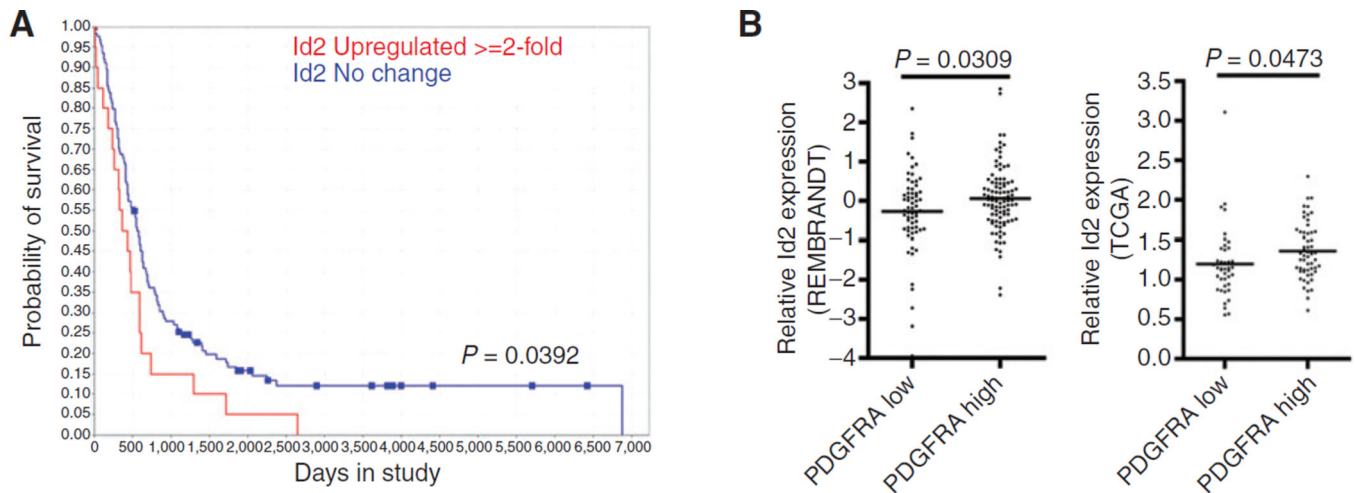 A
Id2 Upregulated >=2-fold
Id2 No change
P = 0.0392
Probability of survival
1.00
0.95
0.90
0.85
0.80
0.75
0.70
0.65
0.60
0.55
0.50
0.45
0.40
0.35
0.30
0.25
0.20
0.15
0.10
0.05
0.00
0 500 1,000 1,500 2,000 2,500 3,000 3,500 4,000 4,500 5,000 5,500 6,000 6,500 7,000
Days in study
B
P = 0.0309
Relative Id2 expression
(REMBRANDT)
3
2
1
0
−1
−2
−3
−4
PDGFRA low
PDGFRA high
P = 0.0473
Relative Id2 expression
(TCGA)
3.5
3.0
2.5
2.0
1.5
1.0
0.5
0.0
PDGFRA low
PDGFRA high